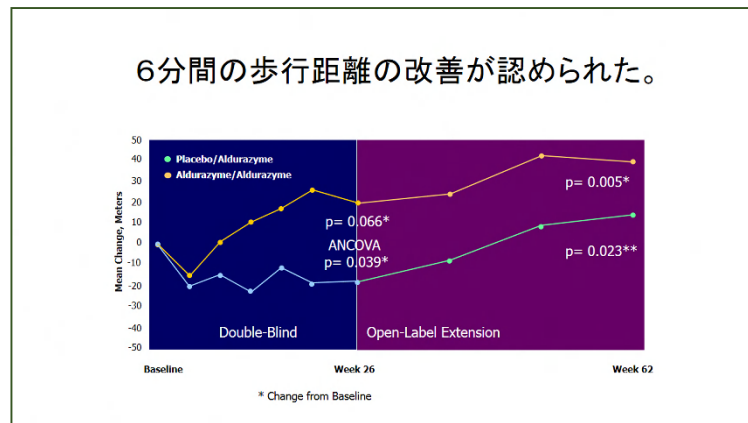 ６分間の歩行距離の改善が認められた。
50
40
30
20
10
0
-10
-20
-30
-40
-50
Mean Change, Meters
Placebo/Aldurazyme
Aldurazyme/Aldurazyme
p= 0.066*
ANCOVA
p= 0.039*
p= 0.005*
p= 0.023**
Double-Blind
Open-Label Extension
Baseline
Week 26
Week 62
* Change from Baseline